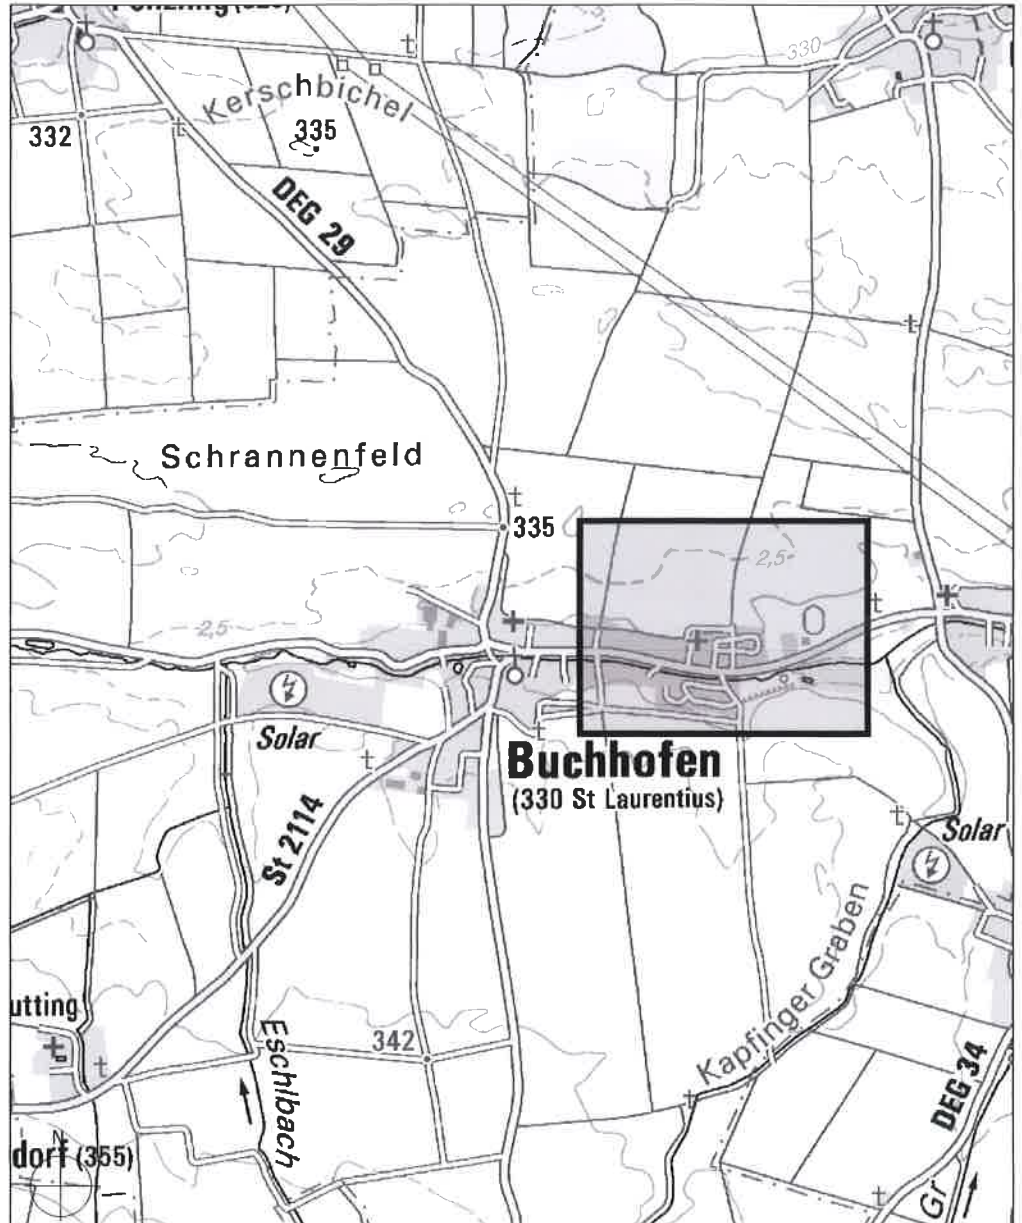 330
Kerschbichel
332
335
DEG 29
Schrannenfeld
335
2,5
2,5
Solar
Buchhofen
(330 St Laurentius)
St 2114
Solar
Kapfinger Graben
utting
342
Eschlbach
DEG 34
dorf (355)
N
Gr